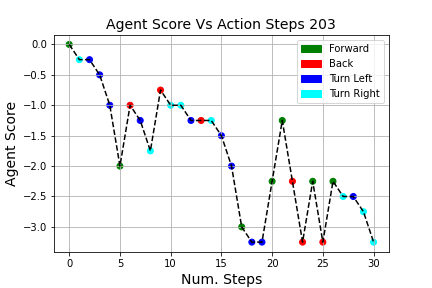 Agent Score Vs Action Steps 203
Agent Score
0.0
−0.5
−1.0
−1.5
−2.0
−2.5
−3.0
Forward
Back
Turn Left
Turn Right
0 5 10 15 20 25 30
Num. Steps